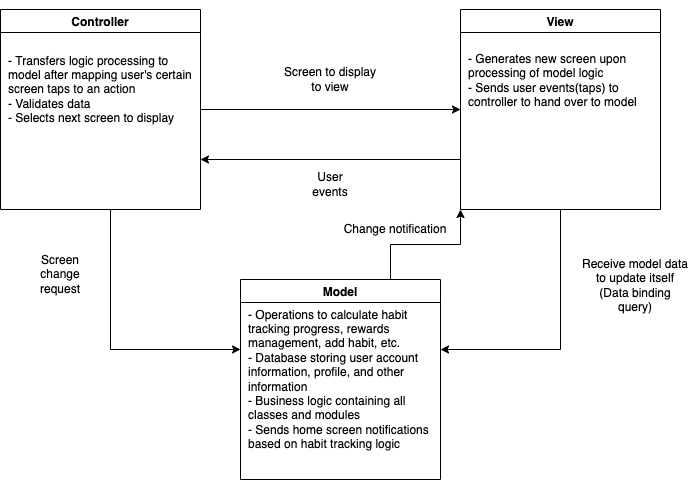 Controller
- Transfers logic processing to
model after mapping user's certain
screen taps to an action
- Validates data
- Selects next screen to display
Screen to display
to view
View
- Generates new screen upon
processing of model logic
- Sends user events(taps) to
controller to hand over to model
User
events
Change notification
Screen
change
request
Receive model data
to update itself
(Data binding
query)
Model
- Operations to calculate habit
tracking progress, rewards
management, add habit, etc.
- Database storing user account
information, profile, and other
information
- Business logic containing all
classes and modules
- Sends home screen notifications
based on habit tracking logic